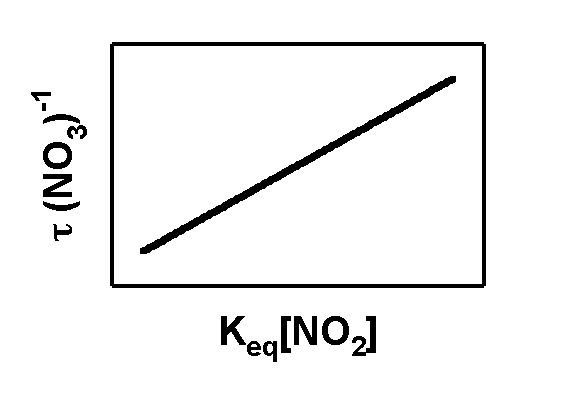 τ (NO3)-1
Keq[NO2]